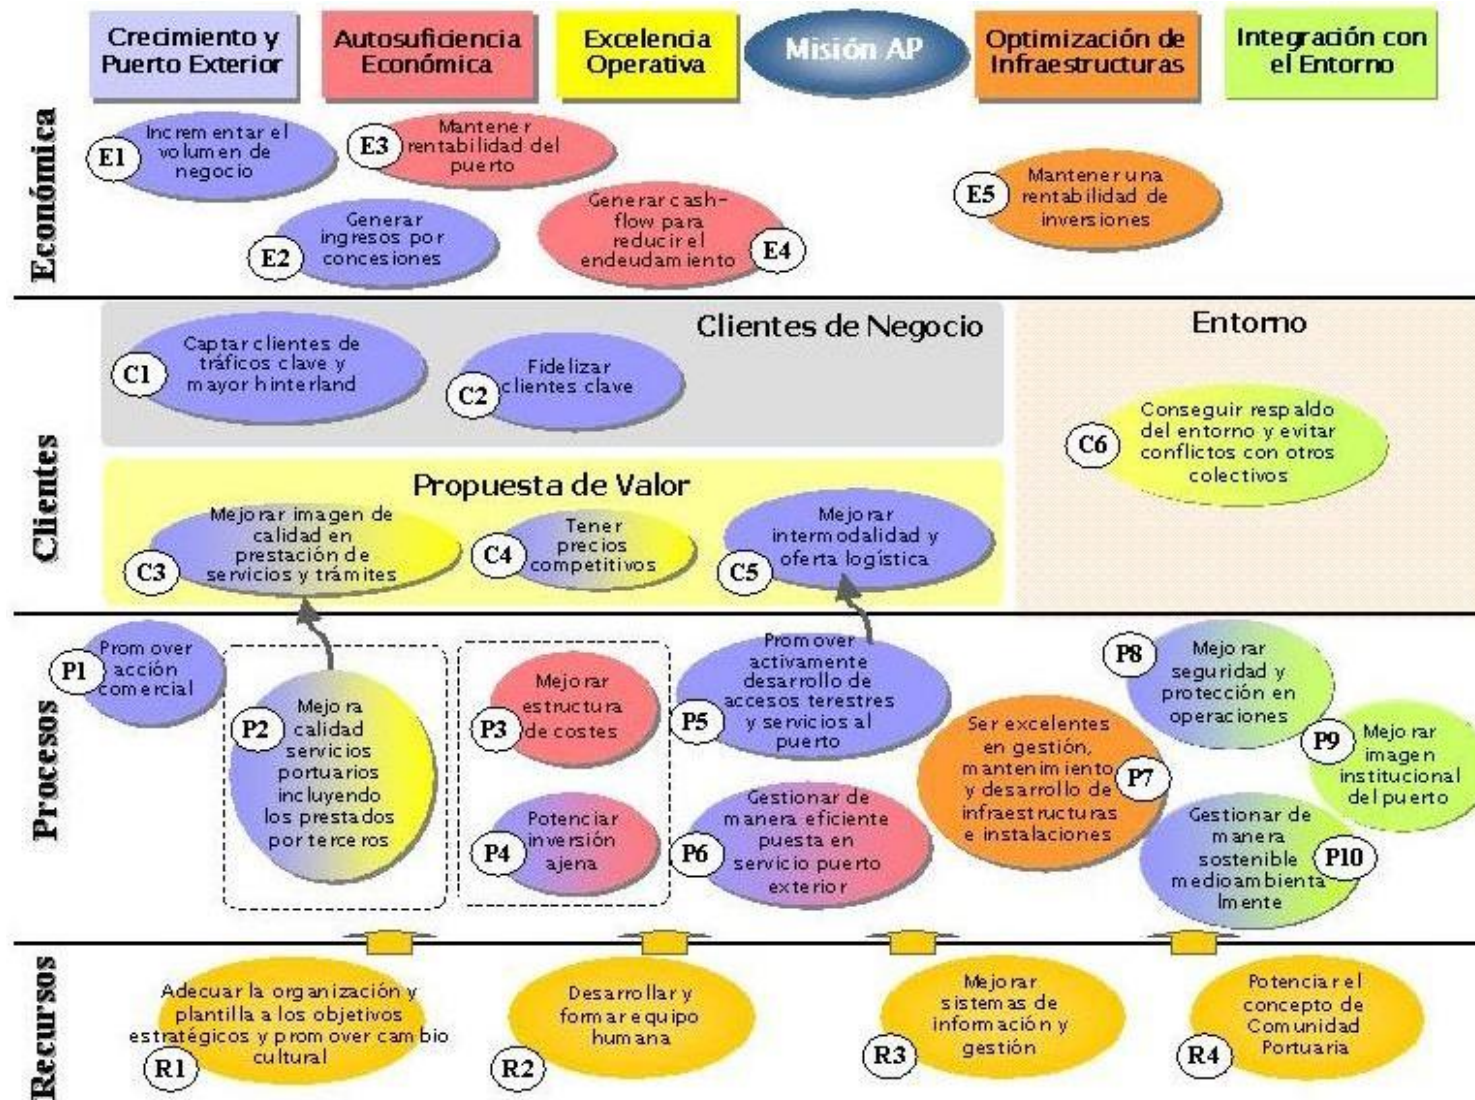 Crecimiento y
Puerto Exterior
Autosuficiencia
Económica
Excelencia
Operativa
Misión AP
Optimización de
Infraestructuras
Integración con
el Entorno
Económica
E1
Incrementar el
volumen de
negocio
E3
Mantener
rentabilidad del
puerto
E2
Generar
ingresos por
concesiones
Generar cash-
flow para
reducir el
endeudamiento
E4
E5
Mantener una
rentabilidad de
inversiones
Clientes
Clientes de Negocio
C1
Captar clientes de
tráficos clave y
mayor hinterland
C2
Fidelizar
clientes clave
Entorno
C6
Conseguir respaldo
del entorno y evitar
conflictos con otros
colectivos
Propuesta de Valor
C3
Mejorar imagen de
calidad en
prestación de
servicios y trámites
C4
Tener
precios
competitivos
C5
Mejorar
intermodalidad y
oferta logística
Procesos
P1
Promover
acción
comercial
P2
Mejora
calidad
servicios
portuarios
incluyendo
los prestados
por terceros
P3
Mejorar
estructura
de costes
P4
Potenciar
inversión
ajena
P5
Promover
activamente
desarrollo de
accesos terestres
y servicios al
puerto
P6
Gestionar de
manera eficiente
puesta en
servicio puerto
exterior
Ser excelentes
en gestión,
mantenimiento
y desarrollo de
infraestructuras
e instalaciones
P7
P8
Mejorar
seguridad y
protección en
operaciones
P9
Mejorar
imagen
institucional
del puerto
Gestionar de
manera
sostenible
medioambienta
lmente
P10
Recursos
Adecuar la organización y
plantilla a los objetivos
estratégicos y promover cambio
cultural
R1
Desarrollar y
formar equipo
humana
R2
Mejorar
sistemas de
información y
gestión
R3
Potenciar el
concepto de
Comunidad
Portuaria
R4